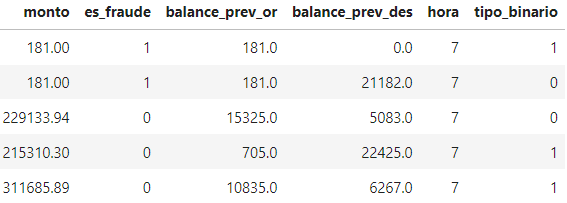 monto es_fraude balance_prev_or balance_prev_des hora tipo_binario
181.00 1 181.0 0.0 7 1
181.00 1 181.0 21182.0 7 0
229133.94 0 15325.0 5083.0 7 0
215310.30 0 705.0 22425.0 7 1
311685.89 0 10835.0 6267.0 7 1